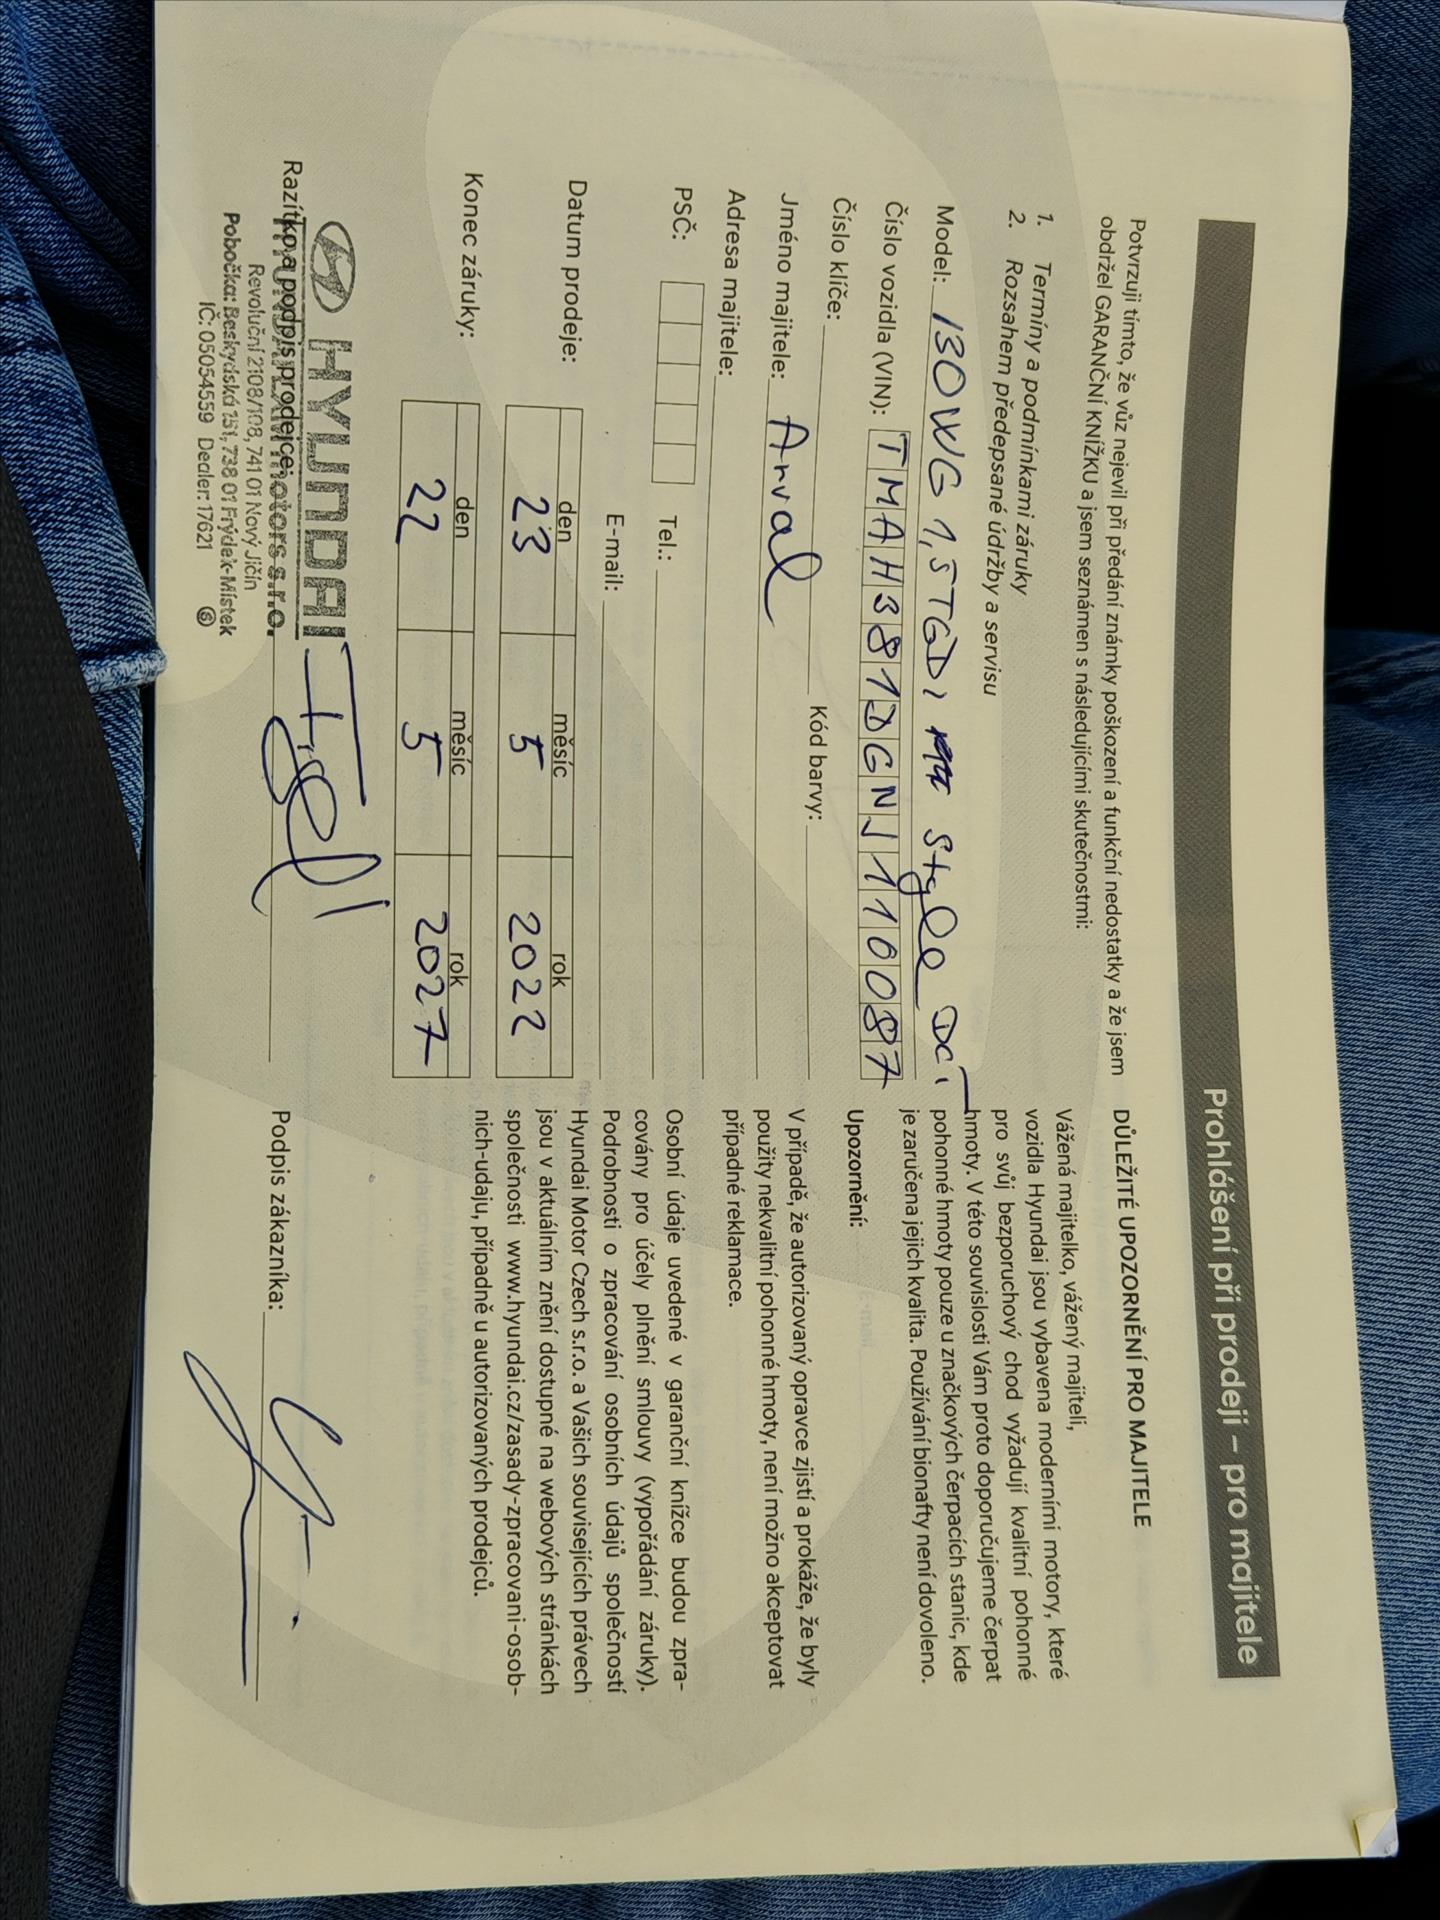 Prohlášení při prodeji – pro majitele
Potvrzuji tímto, že vůz nejevil při předání známky poškození a funkční nedostatky a že jsem
obdržel GARANČNÍ KNÍŽKU a jsem seznámen s následujícími skutečnostmi:
1. Termíny a podmínkami záruky
2. Rozsahem předepsané údržby a servisu
Model: i30 WG 1,5 TGDi Style DCT
Číslo vozidla (VIN): TMAH381DGNJ110087
Číslo klíče: Kód barvy:
Jméno majitele: Arval
Adresa majitele:
PSČ: Tel.:
E-mail:
Datum prodeje: den 23 měsíc 5 rok 2022
Konec záruky: den 22 měsíc 5 rok 2027
HYUNDAI
Razítko a podpis prodejce:
motors s.r.o.
Revoluční 2108/108, 741 01 Nový Jičín
Pobočka: Beskydská 151, 738 01 Frýdek-Místek
IČ: 05054559 Dealer: 17621 ⑥
DŮLEŽITÉ UPOZORNĚNÍ PRO MAJITELE
Vážená majitelko, vážený majiteli,
vozidla Hyundai jsou vybavena moderními motory, které
pro svůj bezporuchový chod vyžadují kvalitní pohonné
hmoty. V této souvislosti Vám proto doporučujeme čerpat
pohonné hmoty pouze u značkových čerpacích stanic, kde
je zaručena jejich kvalita. Používání bionafty není dovoleno.
Upozornění:
V případě, že autorizovaný opravce zjistí a prokáže, že byly
použity nekvalitní pohonné hmoty, není možno akceptovat
případné reklamace.
Osobní údaje uvedené v garanční knížce budou zpra-
covány pro účely plnění smlouvy (vypořádání záruky).
Podrobnosti o zpracování osobních údajů společností
Hyundai Motor Czech s.r.o. a Vašich souvisejících právech
jsou v aktuálním znění dostupné na webových stránkách
společnosti www.hyundai.cz/zasady-zpracovani-osob-
nich-udaju, případně u autorizovaných prodejců.
Podpis zákazníka: